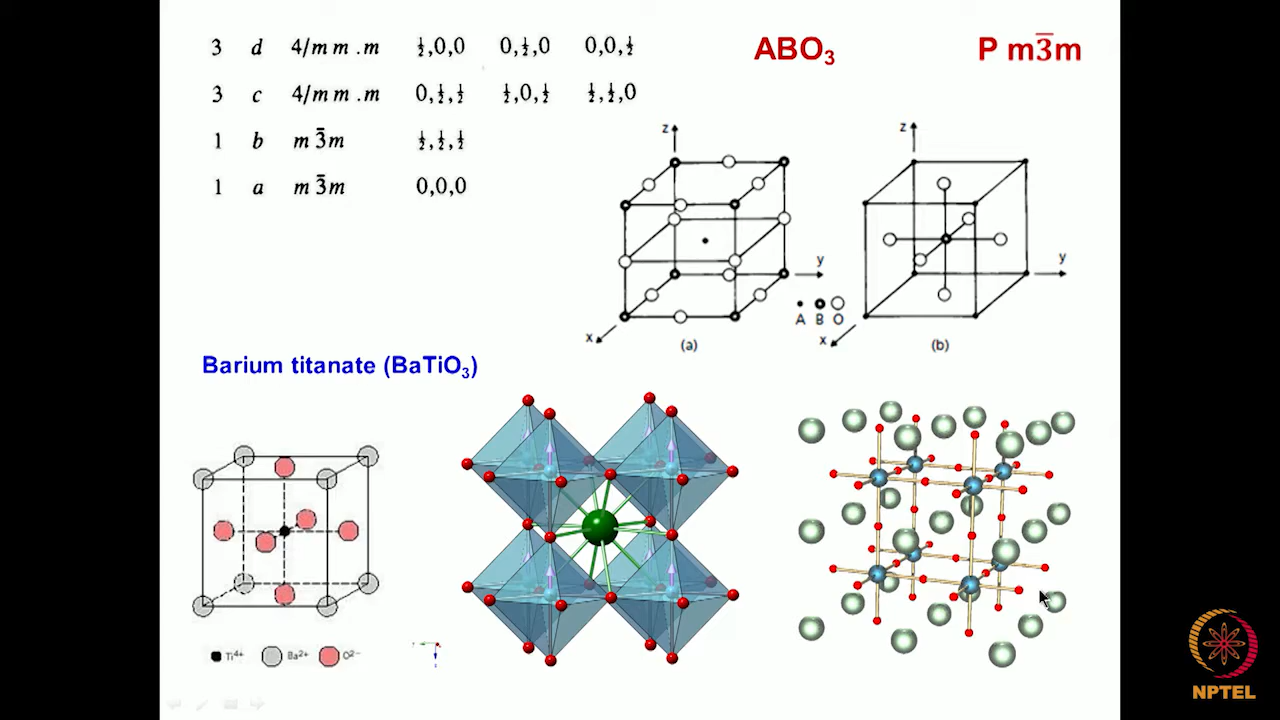 3 d 4/m m . m ½,0,0 0,½,0 0,0,½
3 c 4/m m . m 0,½,½ ½,0,½ ½,½,0
1 b m 3̄ m ½,½,½
1 a m 3̄ m 0,0,0
ABO₃
P m3̄m
z
y
x
(a)
A B O
z
y
x
(b)
Barium titanate (BaTiO₃)
Ti⁴⁺ Ba²⁺ O²⁻
NPTEL